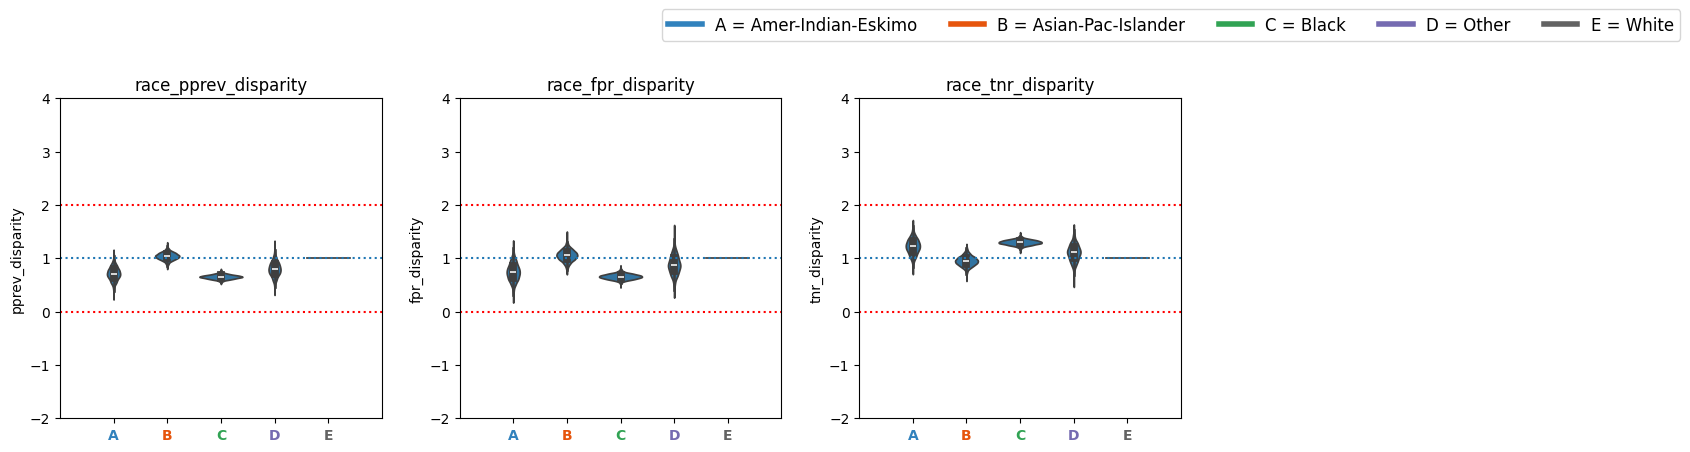 A = Amer-Indian-Eskimo B = Asian-Pac-Islander C = Black D = Other E = White
race_pprev_disparity race_fpr_disparity race_tnr_disparity
pprev_disparity
4
3
2
1
0
−1
−2
A B C D E
fpr_disparity
4
3
2
1
0
−1
−2
A B C D E
tnr_disparity
4
3
2
1
0
−1
−2
A B C D E